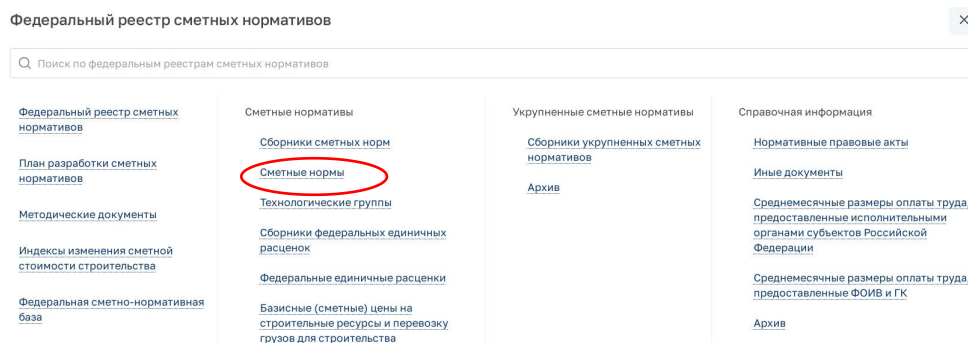 Федеральный реестр сметных нормативов
Поиск по федеральным реестрам сметных нормативов
Федеральный реестр сметных
нормативов
План разработки сметных
нормативов
Методические документы
Индексы изменения сметной
стоимости строительства
Федеральная сметно-нормативная
база
Сметные нормативы
Сборники сметных норм
Сметные нормы
Технологические группы
Сборники федеральных единичных
расценок
Федеральные единичные расценки
Базисные (сметные) цены на
строительные ресурсы и перевозку
грузов для строительства
Укрупненные сметные нормативы
Сборники укрупненных сметных
нормативов
Архив
Справочная информация
Нормативные правовые акты
Иные документы
Среднемесячные размеры оплаты труда,
предоставленные исполнительными
органами субъектов Российской
Федерации
Среднемесячные размеры оплаты труда,
предоставленные ФОИВ и ГК
Архив